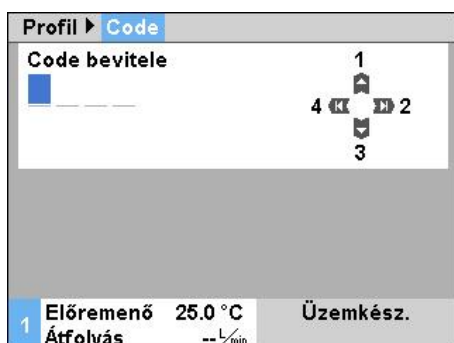 Profil ▶ Code
Code bevitele
1
4 2
3
1 Előremenő 25.0 °C Üzemkész.
Átfolyás -- L/min